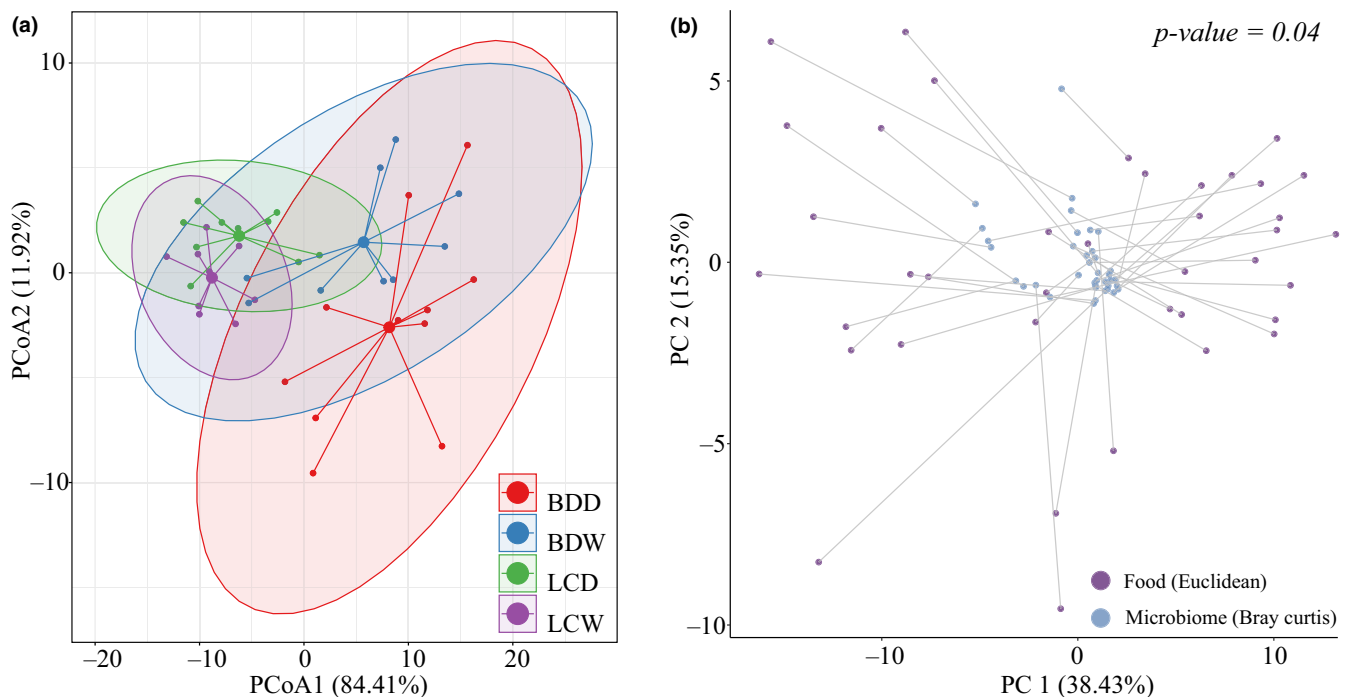 (a)
10
0
−10
PCoA2 (11.92%)
−20
−10
0
10
20
PCoA1 (84.41%)
BDD
BDW
LCD
LCW
(b)
p-value = 0.04
5
0
−5
−10
PC 2 (15.35%)
−10
0
10
PC 1 (38.43%)
Food (Euclidean)
Microbiome (Bray curtis)